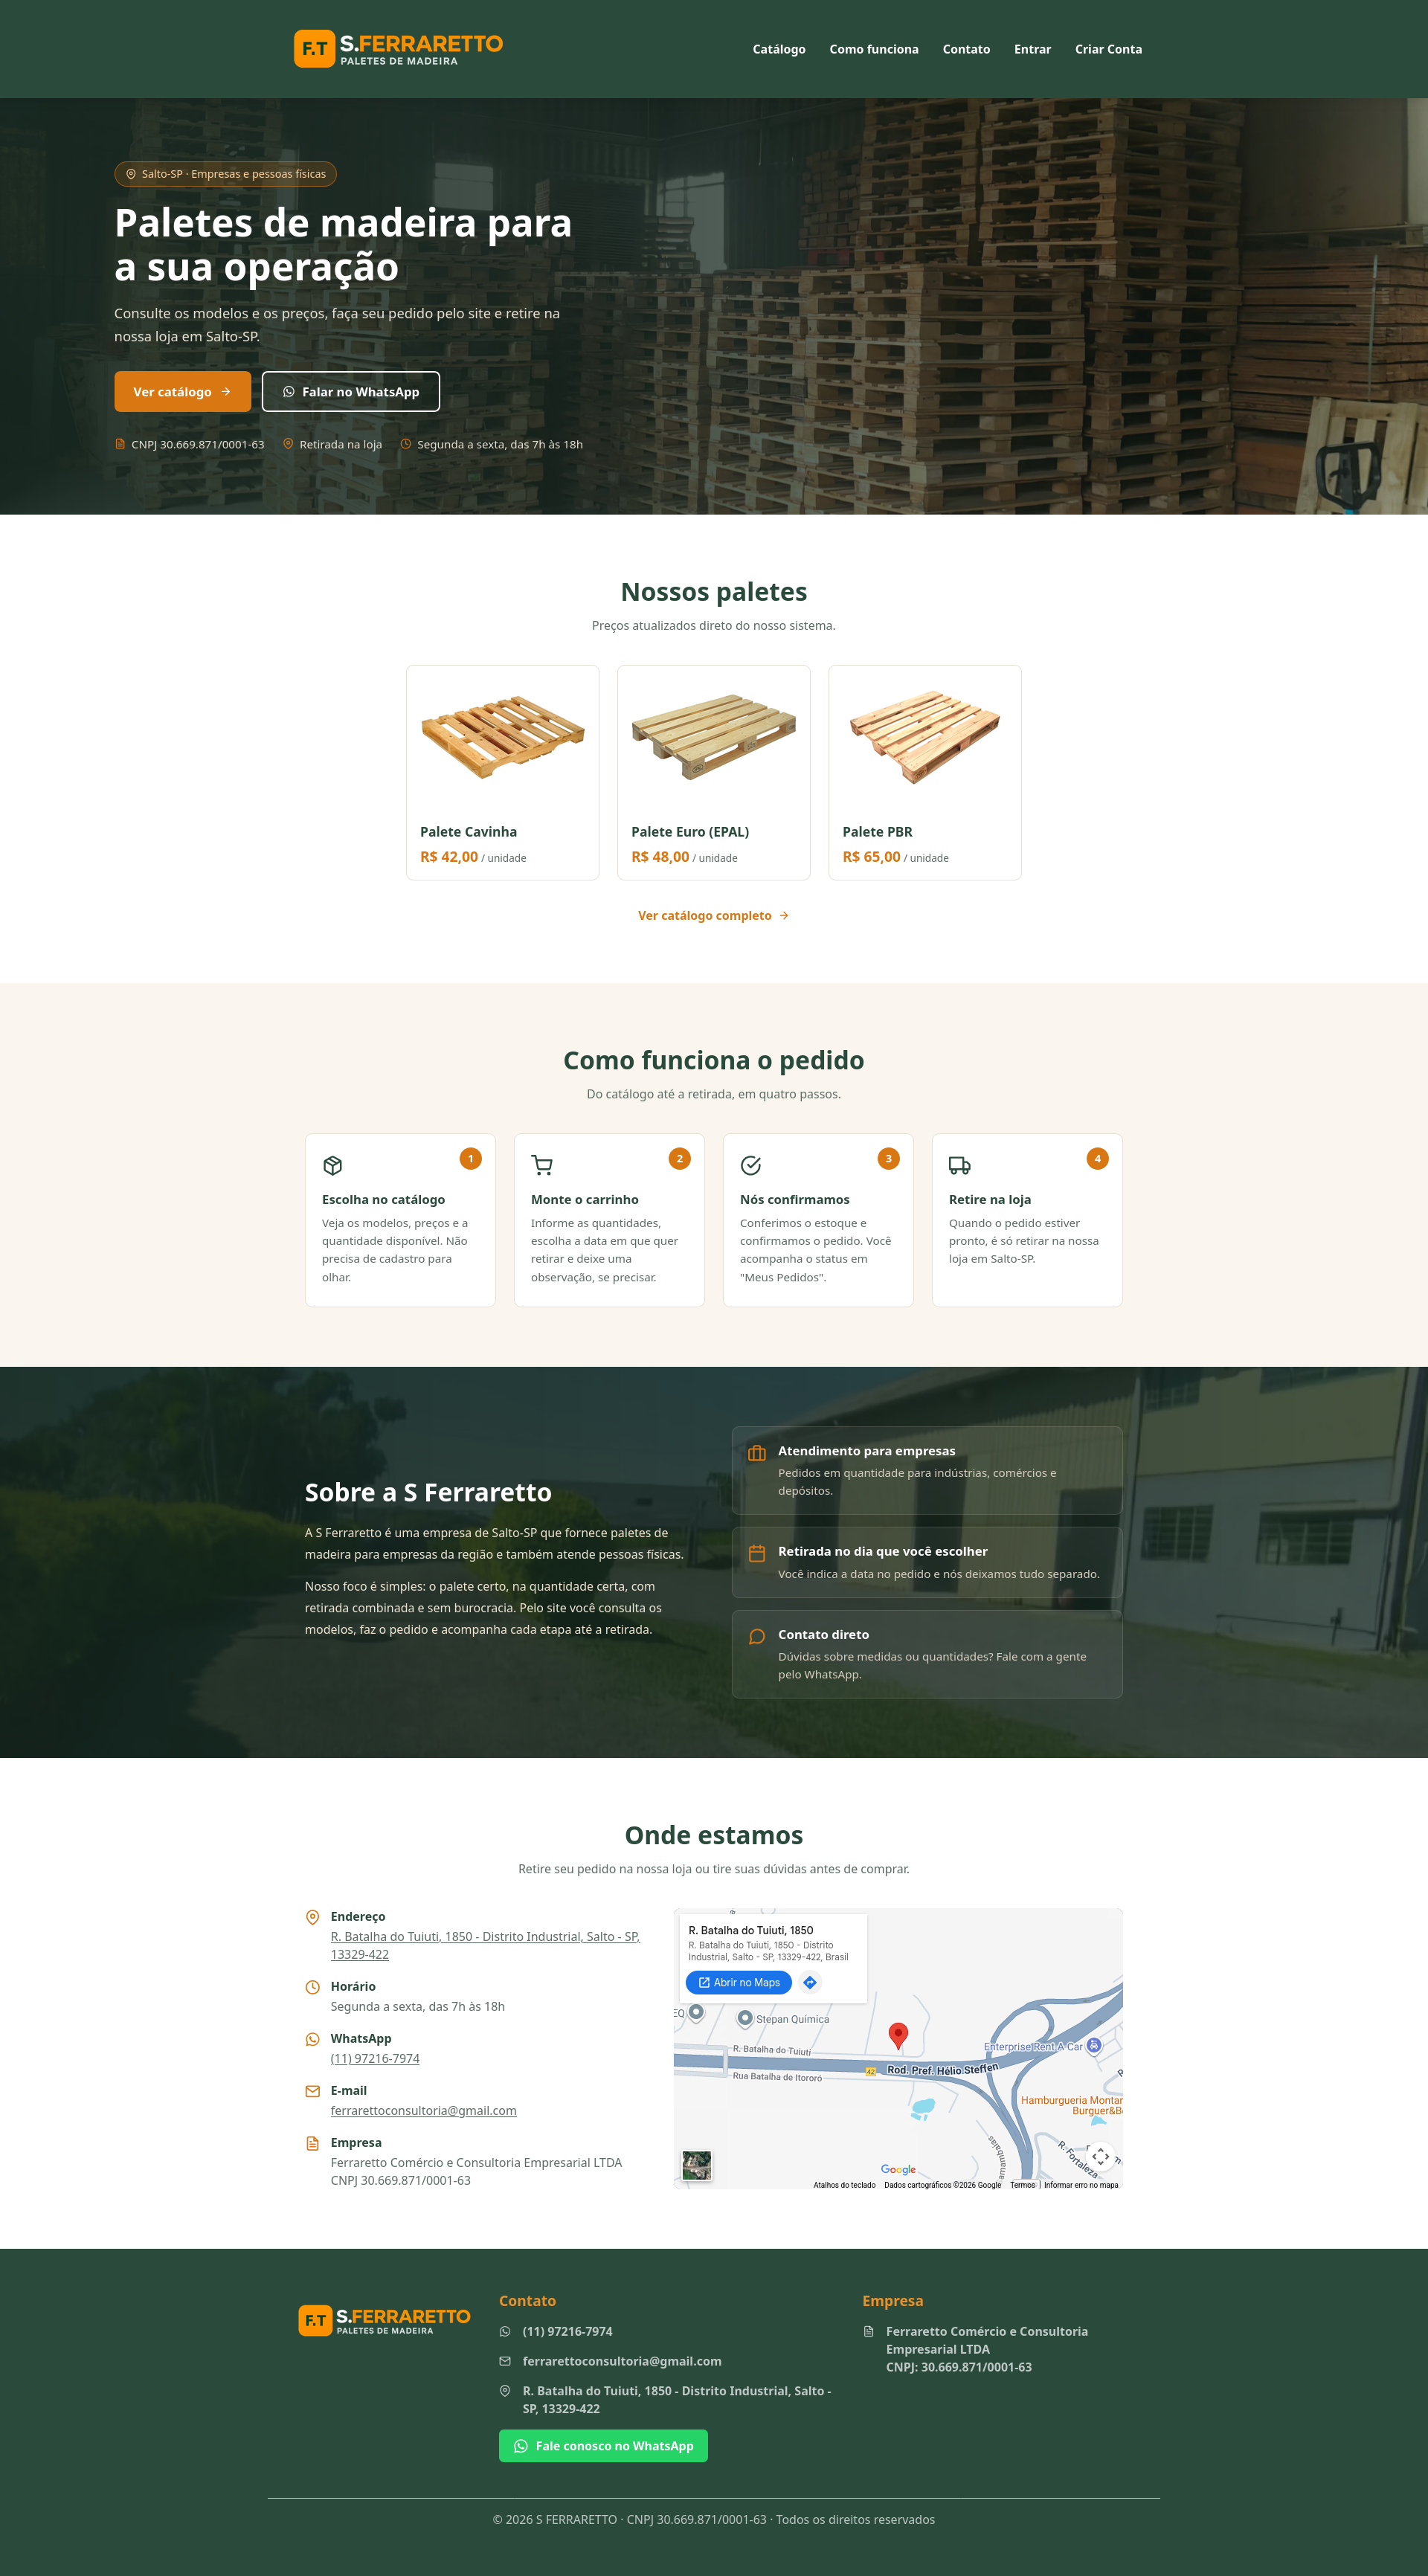 F.T S.FERRARETTO
PALETES DE MADEIRA
Catálogo Como funciona Contato Entrar Criar Conta
Salto-SP · Empresas e pessoas físicas
Paletes de madeira para
a sua operação
Consulte os modelos e os preços, faça seu pedido pelo site e retire na
nossa loja em Salto-SP.
Ver catálogo
Falar no WhatsApp
CNPJ 30.669.871/0001-63 Retirada na loja Segunda a sexta, das 7h às 18h
Nossos paletes
Preços atualizados direto do nosso sistema.
Palete Cavinha
R$ 42,00 / unidade
Palete Euro (EPAL)
R$ 48,00 / unidade
Palete PBR
R$ 65,00 / unidade
Ver catálogo completo
Como funciona o pedido
Do catálogo até a retirada, em quatro passos.
1
Escolha no catálogo
Veja os modelos, preços e a
quantidade disponível. Não
precisa de cadastro para
olhar.
2
Monte o carrinho
Informe as quantidades,
escolha a data em que quer
retirar e deixe uma
observação, se precisar.
3
Nós confirmamos
Conferimos o estoque e
confirmamos o pedido. Você
acompanha o status em
"Meus Pedidos".
4
Retire na loja
Quando o pedido estiver
pronto, é só retirar na nossa
loja em Salto-SP.
Sobre a S Ferraretto
A S Ferraretto é uma empresa de Salto-SP que fornece paletes de
madeira para empresas da região e também atende pessoas físicas.
Nosso foco é simples: o palete certo, na quantidade certa, com
retirada combinada e sem burocracia. Pelo site você consulta os
modelos, faz o pedido e acompanha cada etapa até a retirada.
Atendimento para empresas
Pedidos em quantidade para indústrias, comércios e
depósitos.
Retirada no dia que você escolher
Você indica a data no pedido e nós deixamos tudo separado.
Contato direto
Dúvidas sobre medidas ou quantidades? Fale com a gente
pelo WhatsApp.
Onde estamos
Retire seu pedido na nossa loja ou tire suas dúvidas antes de comprar.
Endereço
R. Batalha do Tuiuti, 1850 - Distrito Industrial, Salto - SP,
13329-422
Horário
Segunda a sexta, das 7h às 18h
WhatsApp
(11) 97216-7974
E-mail
ferrarettoconsultoria@gmail.com
Empresa
Ferraretto Comércio e Consultoria Empresarial LTDA
CNPJ 30.669.871/0001-63
R. Batalha do Tuiuti, 1850
R. Batalha do Tuiuti, 1850 - Distrito
Industrial, Salto - SP, 13329-422, Brasil
Abrir no Maps
EQ
Stepan Química
R. Batalha do Tuiuti
Rua Batalha de Itororó
42
Rod. Pref. Hélio Steffen
Enterprise Rent-A-Car
Hamburgueria Montar
Burguer&Be
R. Fortaleza
Google
Atalhos do teclado Dados cartográficos ©2026 Google Termos Informar erro no mapa
F.T S.FERRARETTO
PALETES DE MADEIRA
Contato
(11) 97216-7974
ferrarettoconsultoria@gmail.com
R. Batalha do Tuiuti, 1850 - Distrito Industrial, Salto -
SP, 13329-422
Fale conosco no WhatsApp
Empresa
Ferraretto Comércio e Consultoria
Empresarial LTDA
CNPJ: 30.669.871/0001-63
© 2026 S FERRARETTO · CNPJ 30.669.871/0001-63 · Todos os direitos reservados